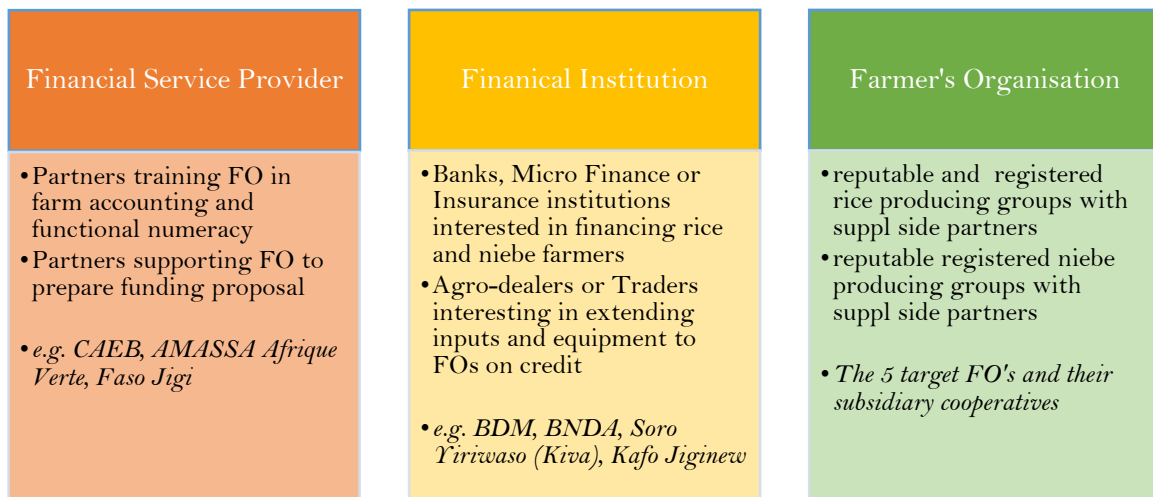 Financial Service Provider
• Partners training FO in
farm accounting and
functional numeracy
• Partners supporting FO to
prepare funding proposal
• e.g. CAEB, AMASSA Afrique
Verte, Faso Jigi
Finanical Institution
• Banks, Micro Finance or
Insurance institutions
interested in financing rice
and niebe farmers
• Agro-dealers or Traders
interesting in extending
inputs and equipment to
FOs on credit
• e.g. BDM, BNDA, Soro
Yiriwaso (Kiva), Kafo Jiginew
Farmer's Organisation
• reputable and registered
rice producing groups with
suppl side partners
• reputable registered niebe
producing groups with
suppl side partners
• The 5 target FO's and their
subsidiary cooperatives